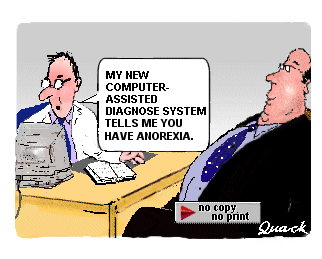 MY NEW
COMPUTER-
ASSISTED
DIAGNOSE SYSTEM
TELLS ME YOU
HAVE ANOREXIA.
no copy
no print
Quack